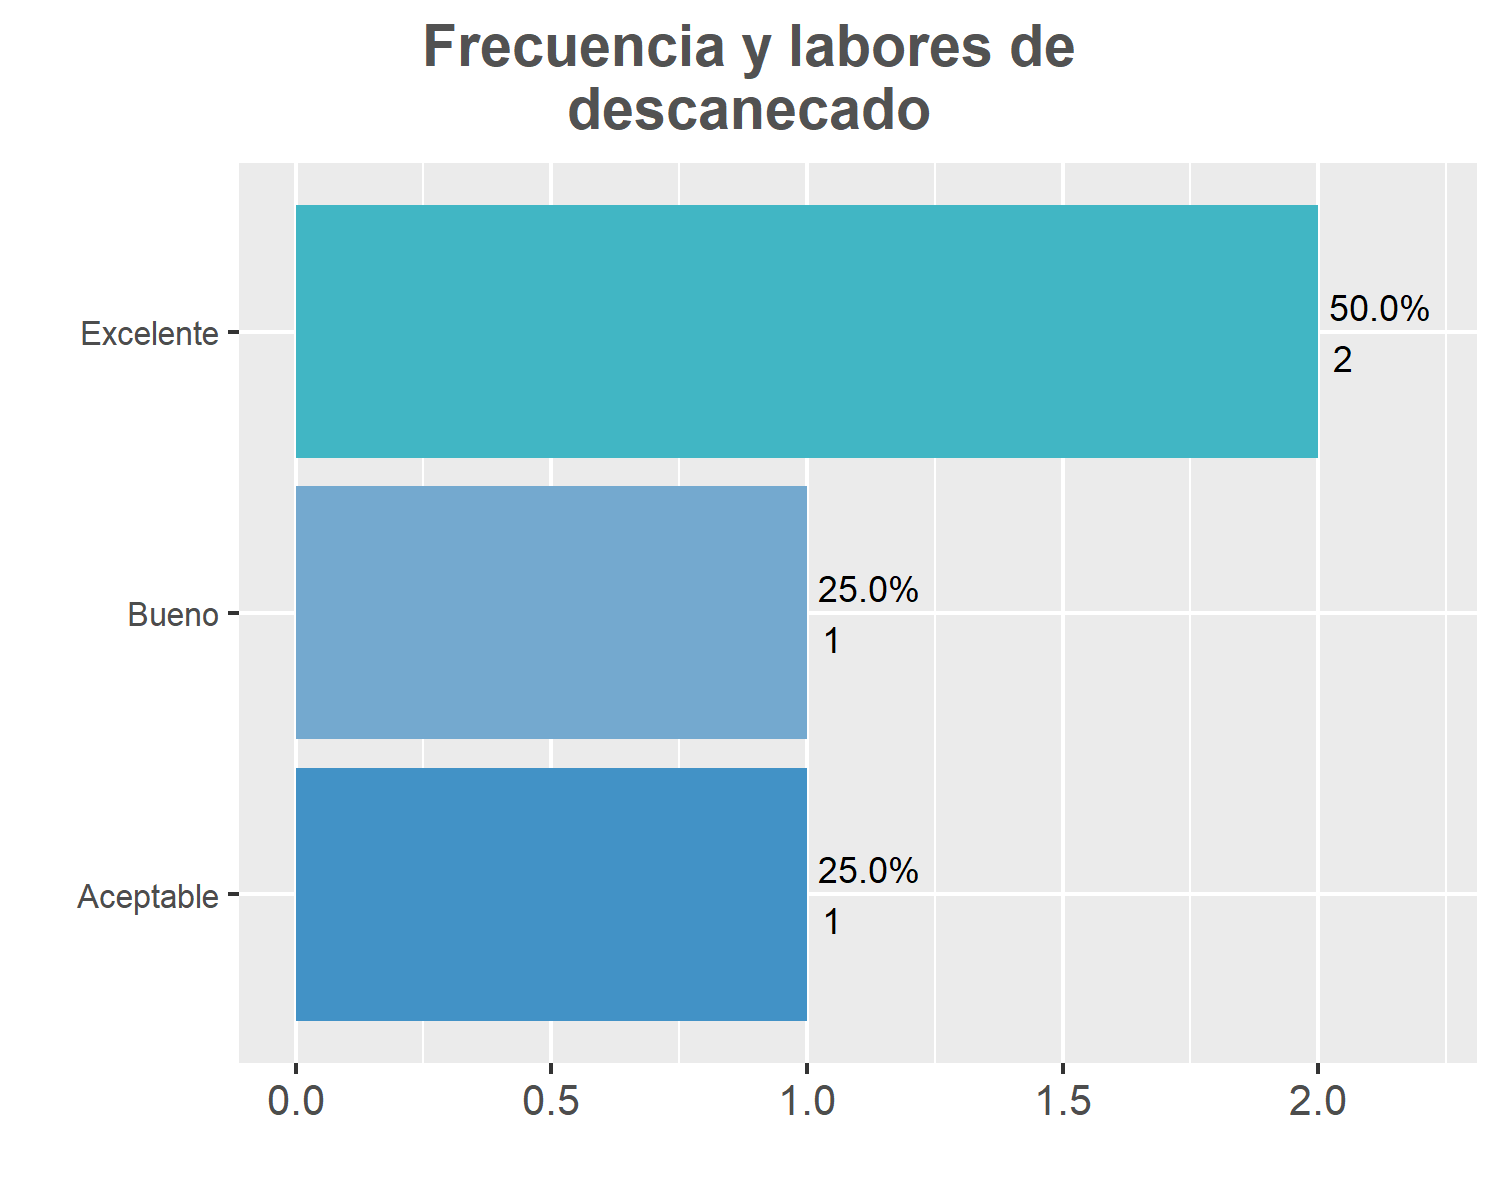 Frecuencia y labores de
descanecado
Excelente
50.0%
2
Bueno
25.0%
1
Aceptable
25.0%
1
0.0 0.5 1.0 1.5 2.0